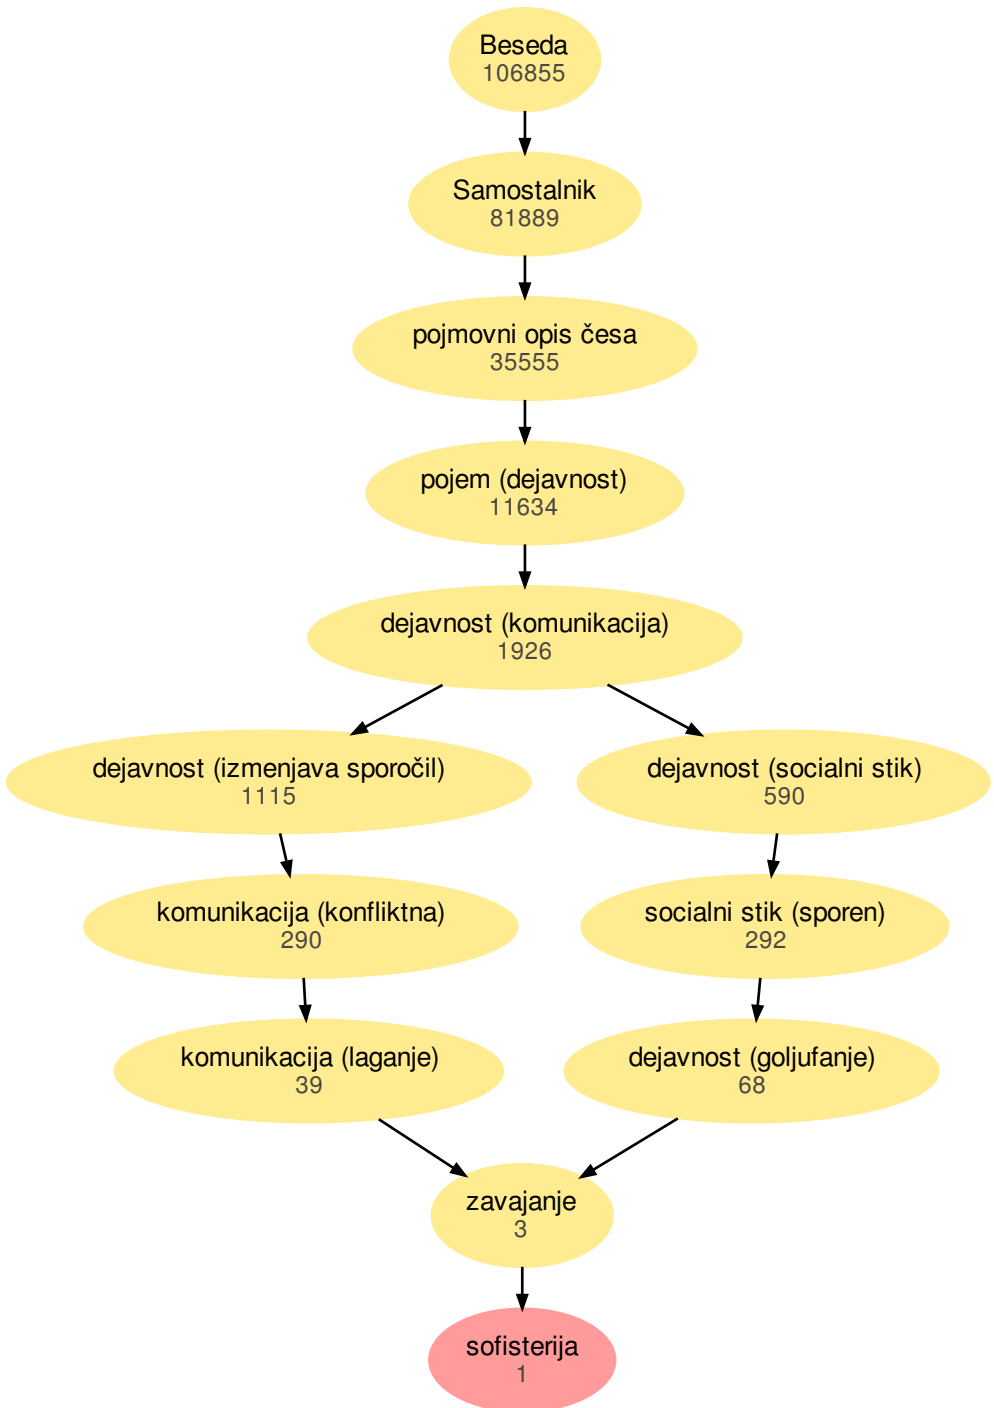 Beseda
106855
Samostalnik
81889
pojmovni opis česa
35555
pojem (dejavnost)
11634
dejavnost (komunikacija)
1926
dejavnost (izmenjava sporočil)
1115
dejavnost (socialni stik)
590
komunikacija (konfliktna)
290
socialni stik (sporen)
292
komunikacija (laganje)
39
dejavnost (goljufanje)
68
zavajanje
3
sofisterija
1